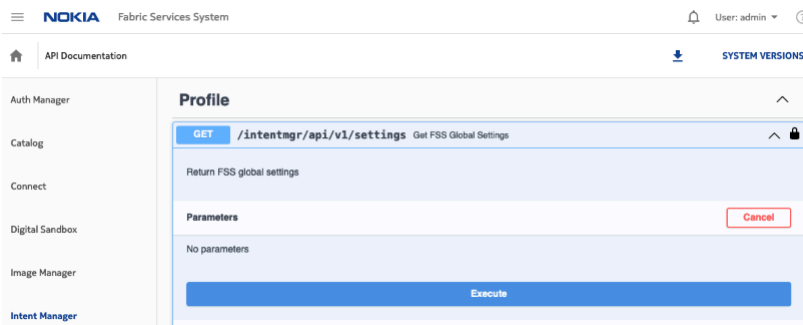 NOKIA Fabric Services System User: admin
API Documentation SYSTEM VERSIONS
Auth Manager
Catalog
Connect
Digital Sandbox
Image Manager
Intent Manager
Profile
GET /intentmgr/api/v1/settings Get FSS Global Settings
Return FSS global settings
Parameters Cancel
No parameters
Execute